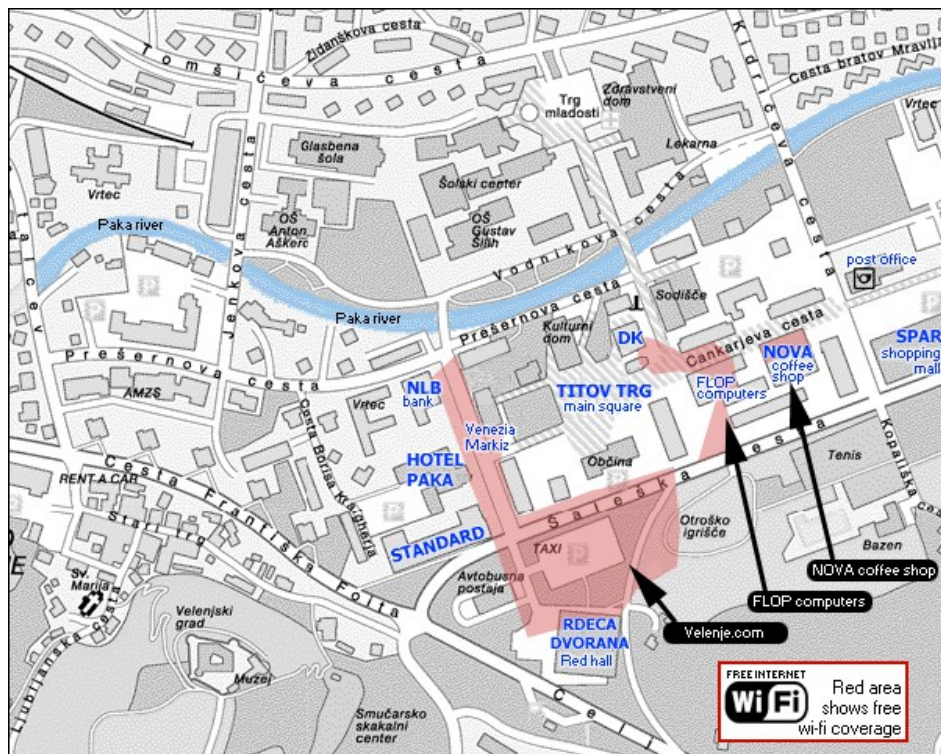 Židanškova cesta
Tomšičeva cesta
Trg
mladosti
Zdravstveni
dom
Kidričeva cesta
Cesta bratov Mravlja
Vrtec
Glasbena
šola
Lekarna
Šolski center
Vrtec
OŠ
Anton
Aškerc
OŠ
Gustav
Šilih
Paka river
Jenkova cesta
Vodnikova cesta
post office
Sodišče
Paka river
Prešernova cesta
Kulturni
dom
DK
Cankarjeva cesta
SPAR
shopping
mall
NOVA
coffee
shop
Prešernova cesta
NLB
bank
TITOV TRG
main square
FLOP
computers
AMZS
Vrtec
Venezia
Markiz
Cesta Borisa Kraigherja
HOTEL
PAKA
Občina
Šaleška cesta
Tenis
Kopališka
Cesta Františka Foita
RENT A CAR
Stari trg
STANDARD
TAXI
Otroško
igrišče
Bazen
NOVA coffee shop
Avtobusna
postaja
Sv.
Marija
FLOP computers
Velenjski
grad
RDECA
DVORANA
Red hall
Velenje.com
Ljubljanska cesta
Muzej
Smučarsko
skakalni
center
FREE INTERNET
Wi Fi
Red area
shows free
wi-fi coverage